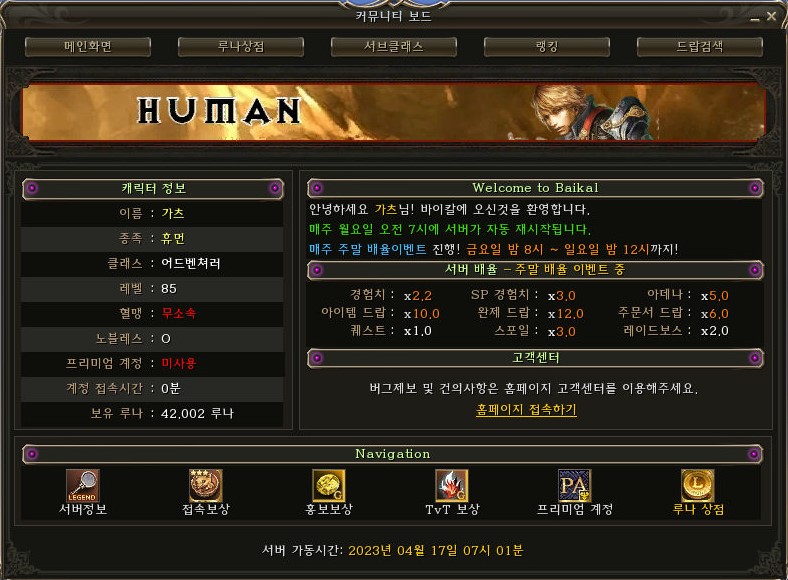 커뮤니티 보드
메인화면 루나상점 서브클래스 랭킹 드랍검색
HUMAN
캐릭터 정보
이름 : 가츠
종족 : 휴먼
클래스 : 어드벤쳐러
레벨 : 85
혈맹 : 무소속
노블레스 : O
프리미엄 계정 : 미사용
계정 접속시간 : 0분
보유 루나 : 42,002 루나
Welcome to Baikal
안녕하세요 가츠님! 바이칼에 오신것을 환영합니다.
매주 월요일 오전 7시에 서버가 자동 재시작됩니다.
매주 주말 배율이벤트 진행! 금요일 밤 8시 ~ 일요일 밤 12시까지!
서버 배율 - 주말 배율 이벤트 중
경험치 : x2.2 SP 경험치 : x3.0 아데나 : x5.0
아이템 드랍 : x10.0 완제 드랍 : x12.0 주문서 드랍 : x6.0
퀘스트 : x1.0 스포일 : x3.0 레이드보스 : x2.0
고객센터
버그제보 및 건의사항은 홈페이지 고객센터를 이용해주세요.
홈페이지 접속하기
Navigation
LEGEND G G PA L
서버정보 접속보상 홍보보상 TvT 보상 프리미엄 계정 루나 상점
서버 가동시간: 2023년 04월 17일 07시 01분